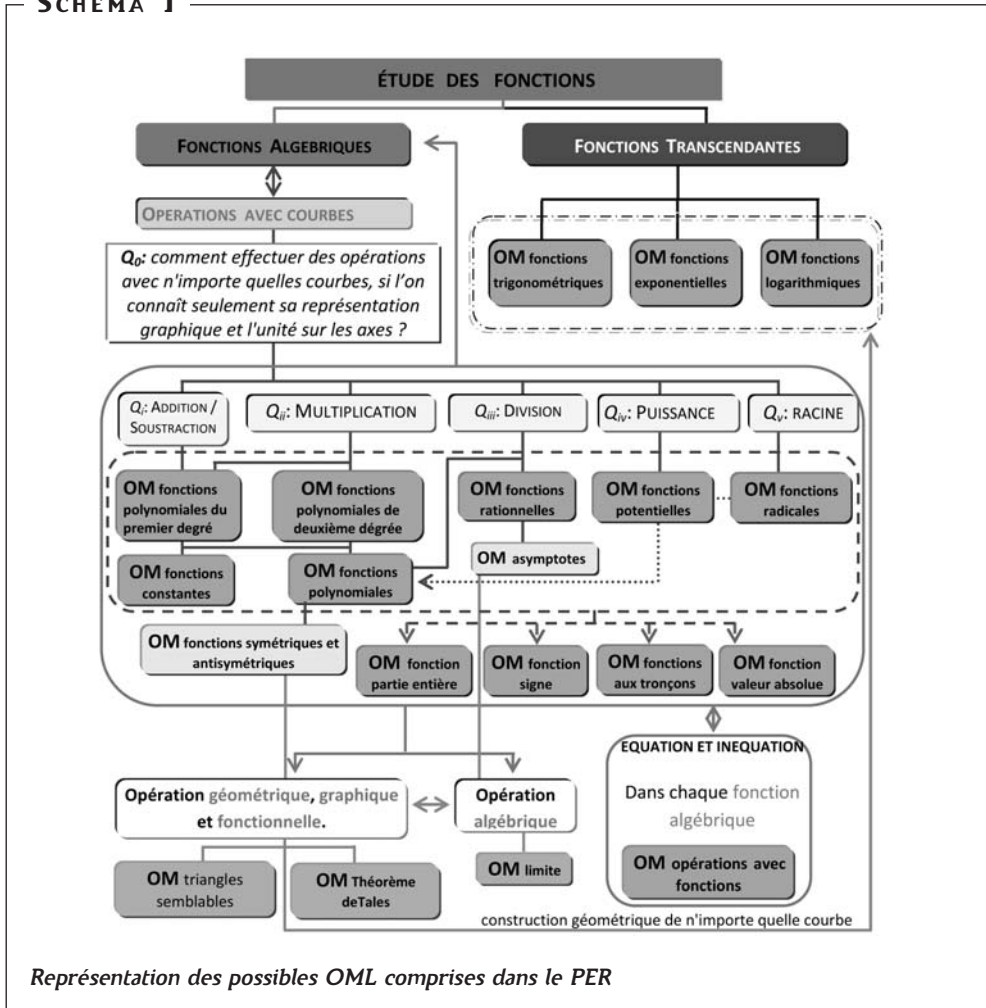 SCHÉMA 1
ÉTUDE DES FONCTIONS
FONCTIONS ALGEBRIQUES
FONCTIONS TRANSCENDANTES
OPERATIONS AVEC COURBES
Q0: comment effectuer des opérations
avec n'importe quelles courbes, si l'on
connaît seulement sa représentation
graphique et l'unité sur les axes ?
OM fonctions
trigonométriques
OM fonctions
exponentielles
OM fonctions
logarithmiques
Qi: ADDITION /
SOUSTRACTION
Qii: MULTIPLICATION
Qiii: DIVISION
Qiv: PUISSANCE
Qv: RACINE
OM fonctions
polynomiales du
premier degré
OM fonctions
polynomiales de
deuxième dégrée
OM fonctions
rationnelles
OM fonctions
potentielles
OM fonctions
radicales
OM fonctions
constantes
OM fonctions
polynomiales
OM asymptotes
OM fonctions symétriques et
antisymétriques
OM fonction
partie entière
OM fonction
signe
OM fonctions
aux tronçons
OM fonction
valeur absolue
Opération géométrique, graphique
et fonctionnelle.
Opération
algébrique
EQUATION ET INEQUATION
Dans chaque fonction
algébrique
OM opérations avec
fonctions
OM triangles
semblables
OM Théorème
deTales
OM limite
construction géométrique de n'importe quelle courbe
Représentation des possibles OML comprises dans le PER